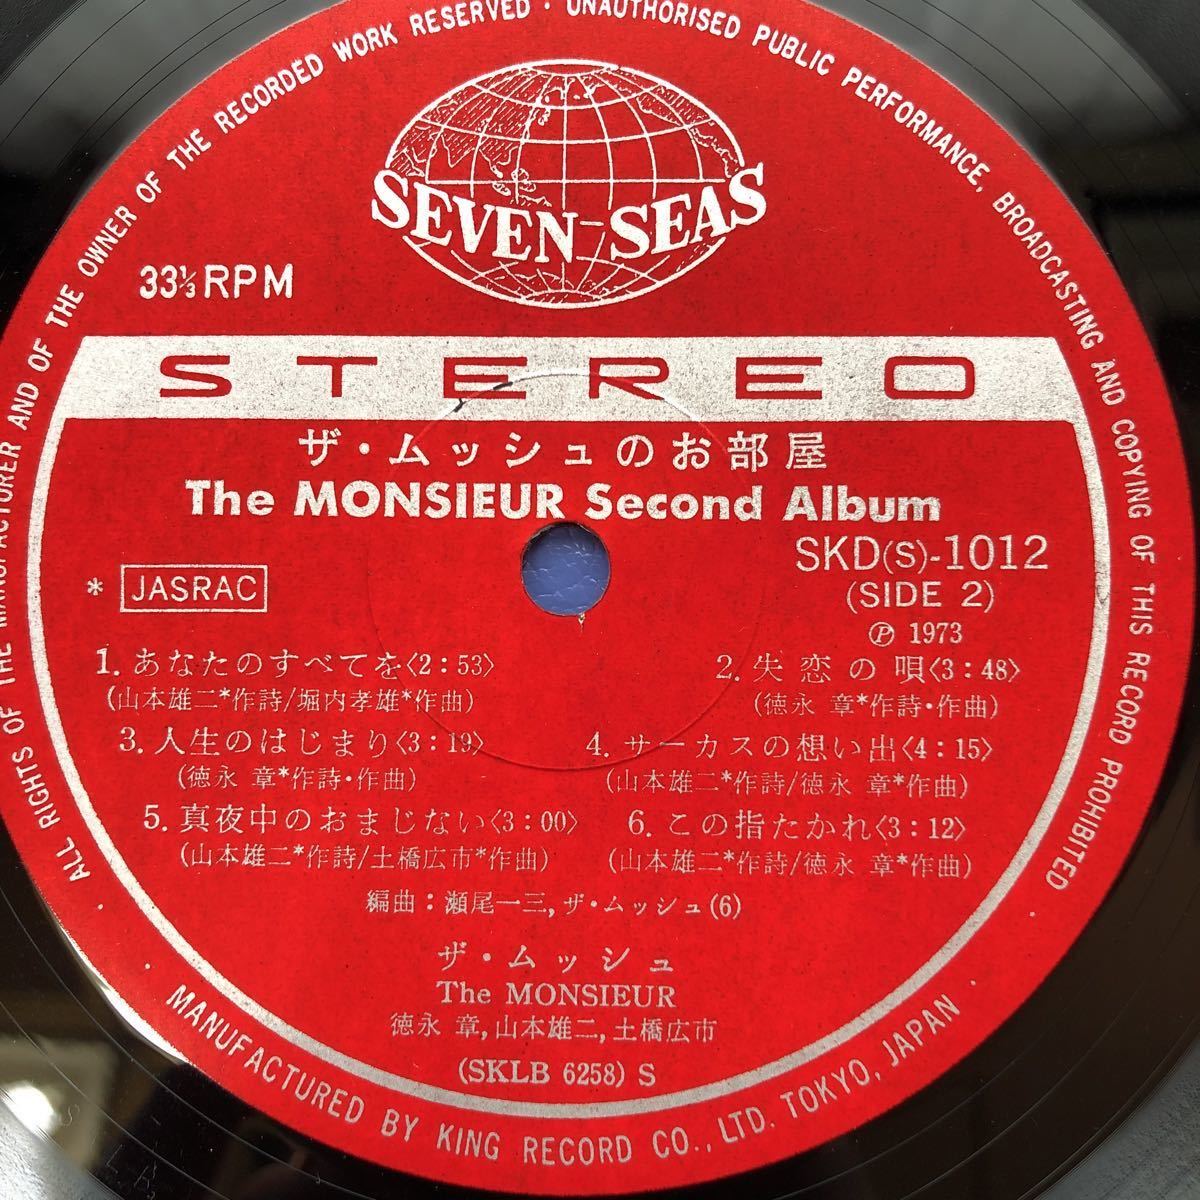 ALL RIGHTS OF THE MANUFACTURER AND OF THE OWNER OF THE RECORDED WORK RESERVED · UNAUTHORISED PUBLIC PERFORMANCE, BROADCASTING AND COPYING OF THIS RECORD PROHIBITED
SEVEN SEAS
33⅓ RPM
STEREO
ザ・ムッシュのお部屋
The MONSIEUR Second Album
SKD(S)-1012
(SIDE 2)
* JASRAC
℗ 1973
1. あなたのすべてを〈2:53〉
(山本雄二*作詩/堀内孝雄*作曲)
2. 失恋の唄〈3:48〉
(徳永 章*作詩・作曲)
3. 人生のはじまり〈3:19〉
(徳永 章*作詩・作曲)
4. サーカスの想い出〈4:15〉
(山本雄二*作詩/徳永 章*作曲)
5. 真夜中のおまじない〈3:00〉
(山本雄二*作詩/土橋広市*作曲)
6. この指たかれ〈3:12〉
(山本雄二*作詩/徳永 章*作曲)
編曲:瀬尾一三,ザ・ムッシュ(6)
ザ・ムッシュ
The MONSIEUR
徳永 章,山本雄二,土橋広市
(SKLB 6258) S
· MANUFACTURED BY KING RECORD CO., LTD. TOKYO, JAPAN ·